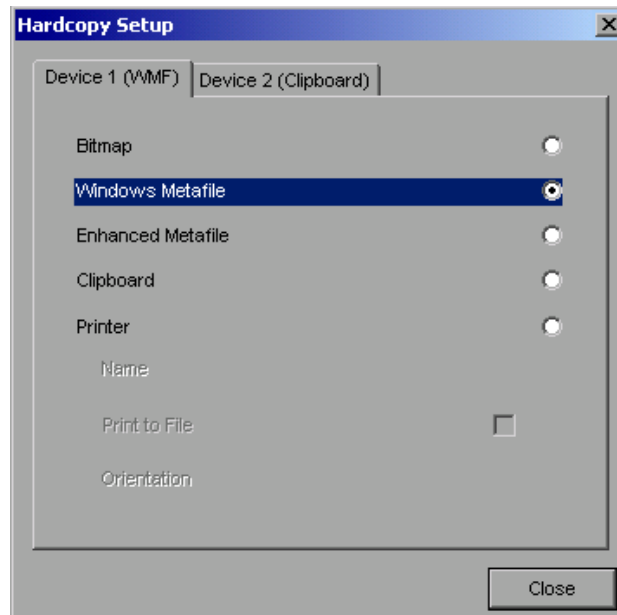 Hardcopy Setup
Device 1 (WMF) Device 2 (Clipboard)
Bitmap
Windows Metafile
Enhanced Metafile
Clipboard
Printer
Name
Print to File
Orientation
Close